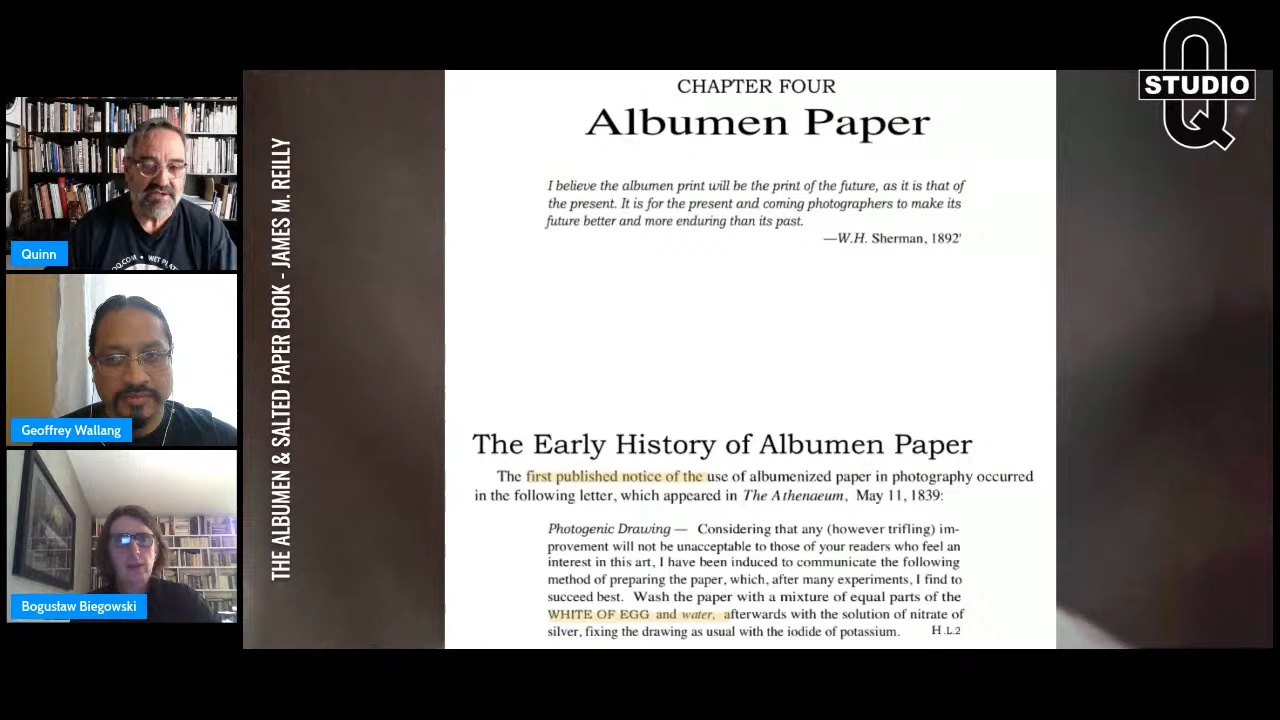 STUDIO
Q
Quinn
Geoffrey Wallang
Bogusław Biegowski
THE ALBUMEN & SALTED PAPER BOOK - JAMES M. REILLY
CHAPTER FOUR
Albumen Paper
I believe the albumen print will be the print of the future, as it is that of
the present. It is for the present and coming photographers to make its
future better and more enduring than its past.
—W.H. Sherman, 1892'
The Early History of Albumen Paper
The first published notice of the use of albumenized paper in photography occurred
in the following letter, which appeared in The Athenaeum, May 11, 1839:
Photogenic Drawing — Considering that any (however trifling) im-
provement will not be unacceptable to those of your readers who feel an
interest in this art, I have been induced to communicate the following
method of preparing the paper, which, after many experiments, I find to
succeed best. Wash the paper with a mixture of equal parts of the
WHITE OF EGG and water, afterwards with the solution of nitrate of
silver, fixing the drawing as usual with the iodide of potassium. H.L.2